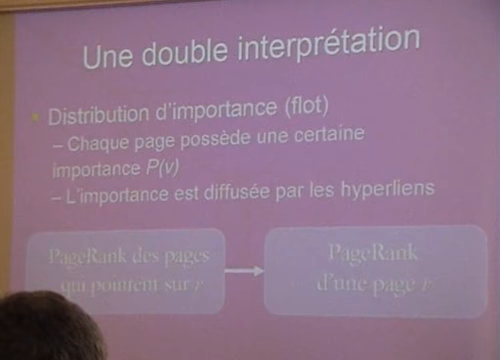 Une double interprétation
Distribution d'importance (flot)
– Chaque page possède une certaine
importance P(v)
– L'importance est diffusée par les hyperliens
PageRank des pages
qui pointent sur v
PageRank
d'une page v